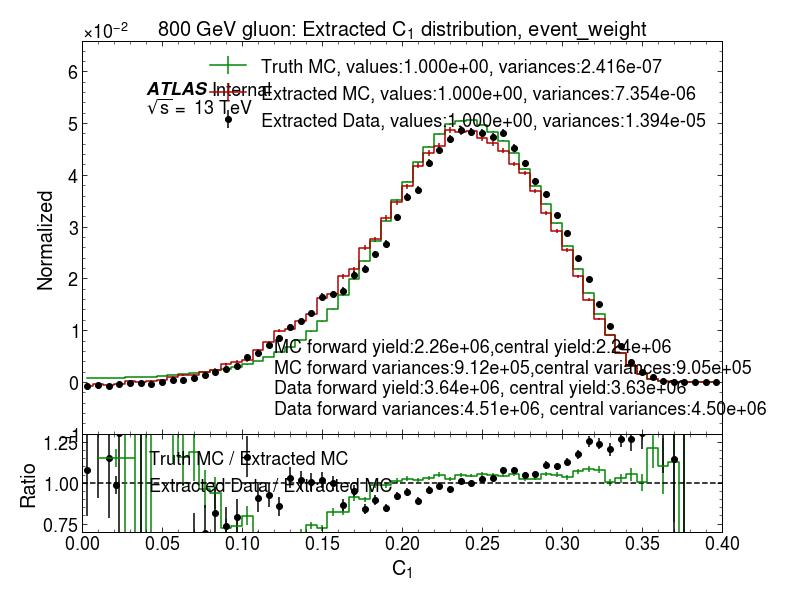 ×10⁻² 800 GeV gluon: Extracted C₁ distribution, event_weight
Truth MC, values:1.000e+00, variances:2.416e-07
ATLAS Internal
Extracted MC, values:1.000e+00, variances:7.354e-06
√s = 13 TeV
Extracted Data, values:1.000e+00, variances:1.394e-05
Normalized
6
5
4
3
2
1
0
1
MC forward yield:2.26e+06,central yield:2.24e+06
MC forward variances:9.12e+05,central variances:9.05e+05
Data forward yield:3.64e+06, central yield:3.63e+06
Data forward variances:4.51e+06, central variances:4.50e+06
Ratio
1.25
1.00
0.75
Truth MC / Extracted MC
Extracted Data / Extracted MC
0.00 0.05 0.10 0.15 0.20 0.25 0.30 0.35 0.40
C₁